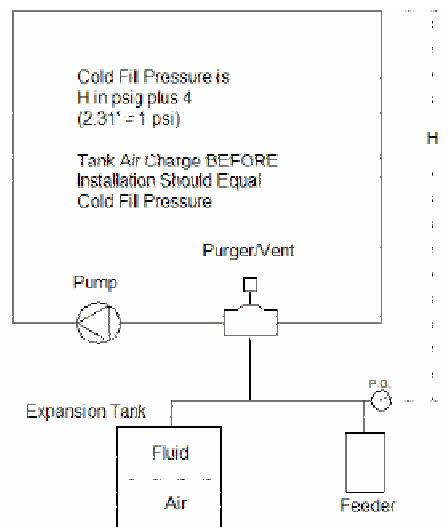 Cold Fill Pressure is
H in psig plus 4
(2.31' = 1 psi)
Tank Air Charge BEFORE
Installation Should Equal
Cold Fill Pressure
H
Purger/Vent
Pump
P.G.
Expansion Tank
Fluid
Air
Feeder